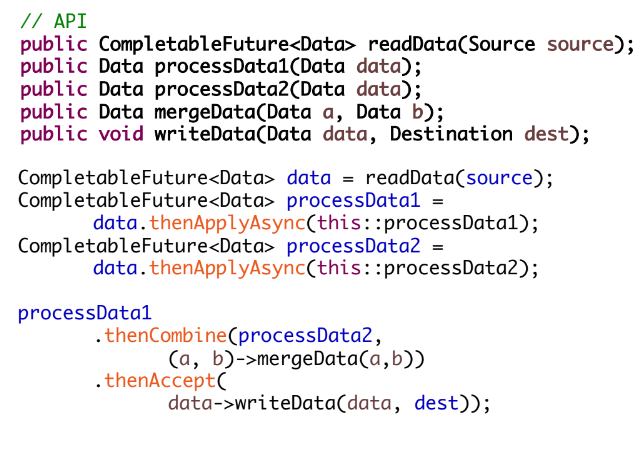 // API
public CompletableFuture<Data> readData(Source source);
public Data processData1(Data data);
public Data processData2(Data data);
public Data mergeData(Data a, Data b);
public void writeData(Data data, Destination dest);
CompletableFuture<Data> data = readData(source);
CompletableFuture<Data> processData1 =
data.thenApplyAsync(this::processData1);
CompletableFuture<Data> processData2 =
data.thenApplyAsync(this::processData2);
processData1
.thenCombine(processData2,
(a, b)->mergeData(a,b))
.thenAccept(
data->writeData(data, dest));